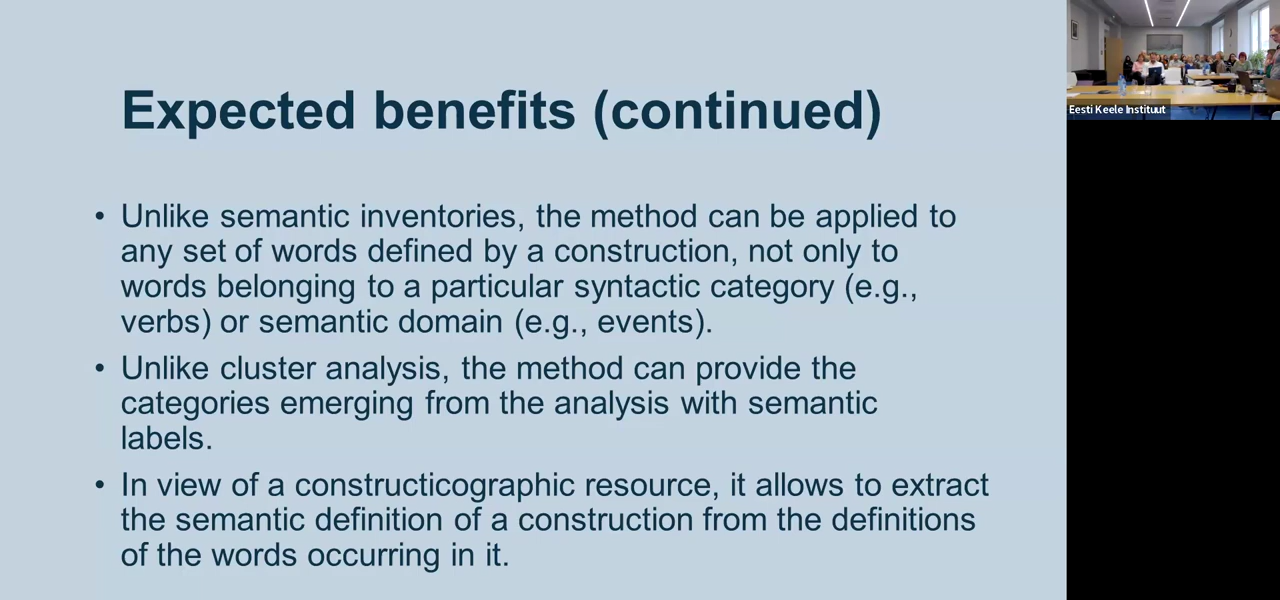 Expected benefits (continued)
• Unlike semantic inventories, the method can be applied to
any set of words defined by a construction, not only to
words belonging to a particular syntactic category (e.g.,
verbs) or semantic domain (e.g., events).
• Unlike cluster analysis, the method can provide the
categories emerging from the analysis with semantic
labels.
• In view of a constructicographic resource, it allows to extract
the semantic definition of a construction from the definitions
of the words occurring in it.
Eesti Keele Instituut